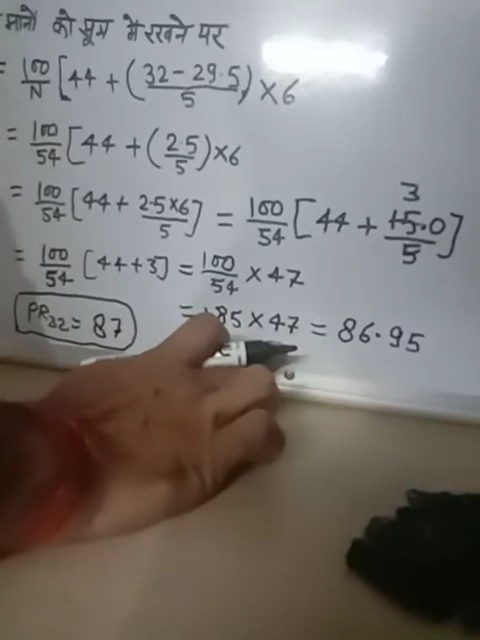 मानों को सूत्र में रखने पर
= 100/N [44 + (32 - 29.5/5) × 6
= 100/54 [44 + (2.5/5) × 6
= 100/54 [44 + 2.5×6/5] = 100/54 [44 + 15.0/5 3]
= 100/54 [44+3] = 100/54 × 47
PR32 = 87 = 1.85 × 47 = 86.95